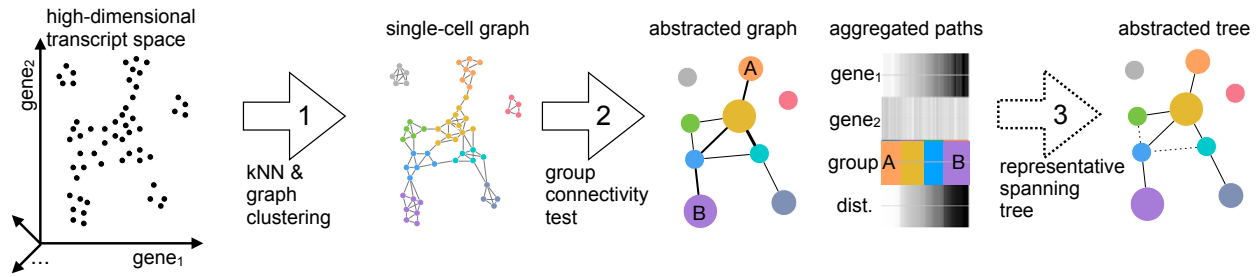 high-dimensional
transcript space
gene2
gene1
...
1
kNN &
graph
clustering
single-cell graph
2
group
connectivity
test
abstracted graph
A
B
aggregated paths
gene1
gene2
group
A
B
dist.
3
representative
spanning
tree
abstracted tree